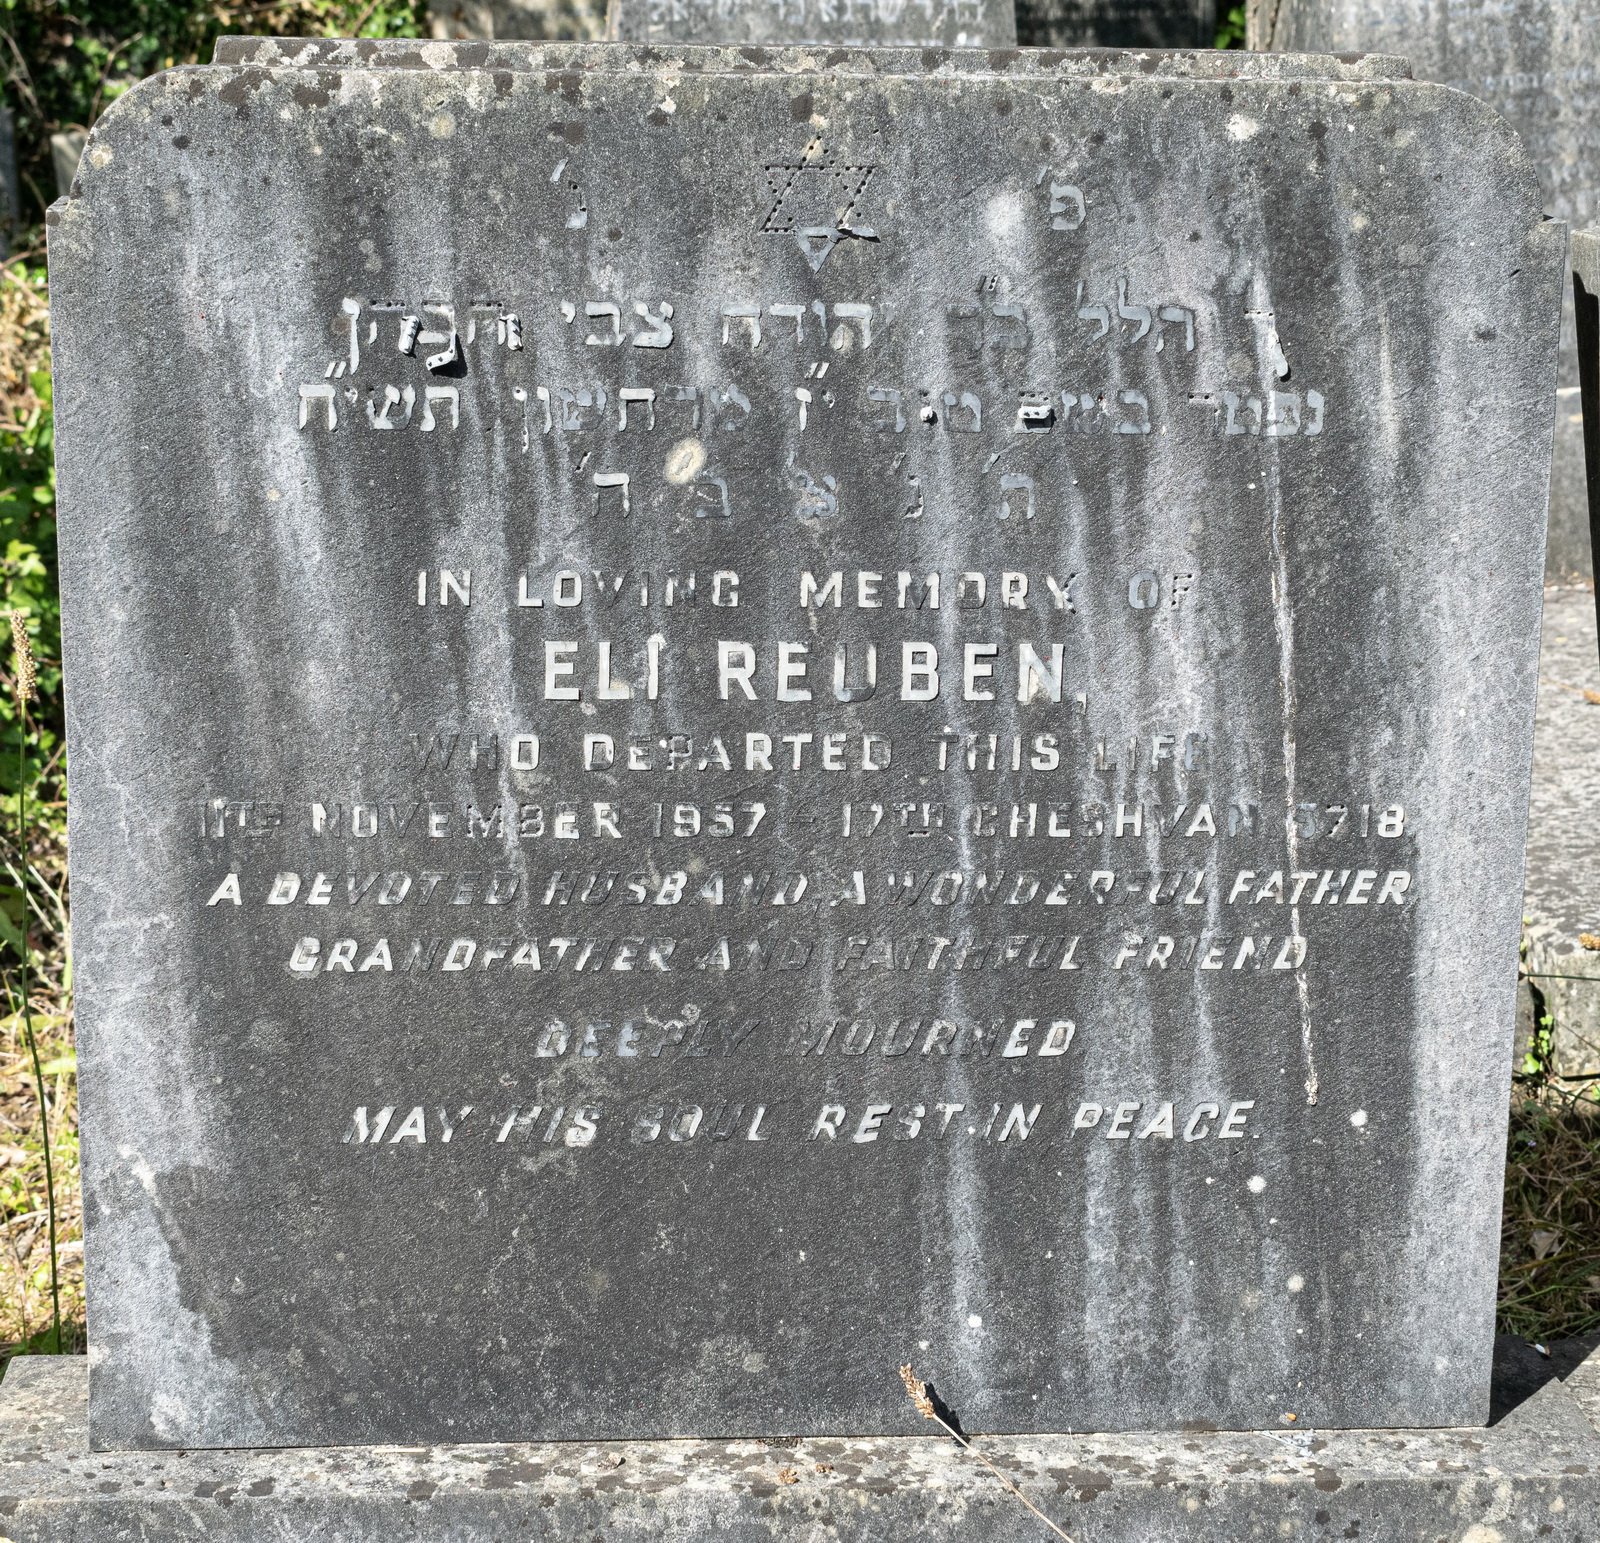 פ׳ נ׳
ר׳ הלל ב״ר יהודה צבי הכהן
נפטר בשם טוב י״ז מרחשון תשי״ח
ת׳ נ׳ צ׳ ב׳ ה׳
IN LOVING MEMORY OF
ELI REUBEN,
WHO DEPARTED THIS LIFE
11TH NOVEMBER 1957 – 17TH CHESHVAN 5718.
A DEVOTED HUSBAND, A WONDERFUL FATHER,
GRANDFATHER AND FAITHFUL FRIEND
DEEPLY MOURNED.
MAY HIS SOUL REST IN PEACE.